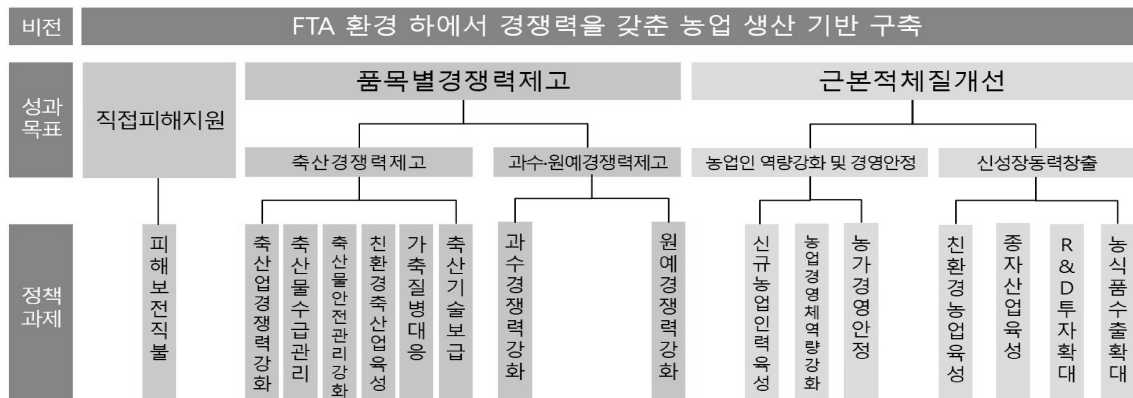 비전
FTA 환경 하에서 경쟁력을 갖춘 농업 생산 기반 구축
성과
목표
직접피해지원
품목별경쟁력제고
근본적체질개선
축산경쟁력제고
과수·원예경쟁력제고
농업인 역량강화 및 경영안정
신성장동력창출
정책
과제
피해보전직불
축산업경쟁력강화
축산물수급관리
축산물안전관리강화
친환경축산업육성
가축질병대응
축산기술보급
과수경쟁력강화
원예경쟁력강화
신규농업인력육성
농업경영체역량강화
농가경영안정
친환경농업육성
종자산업육성
R&D투자확대
농식품수출확대